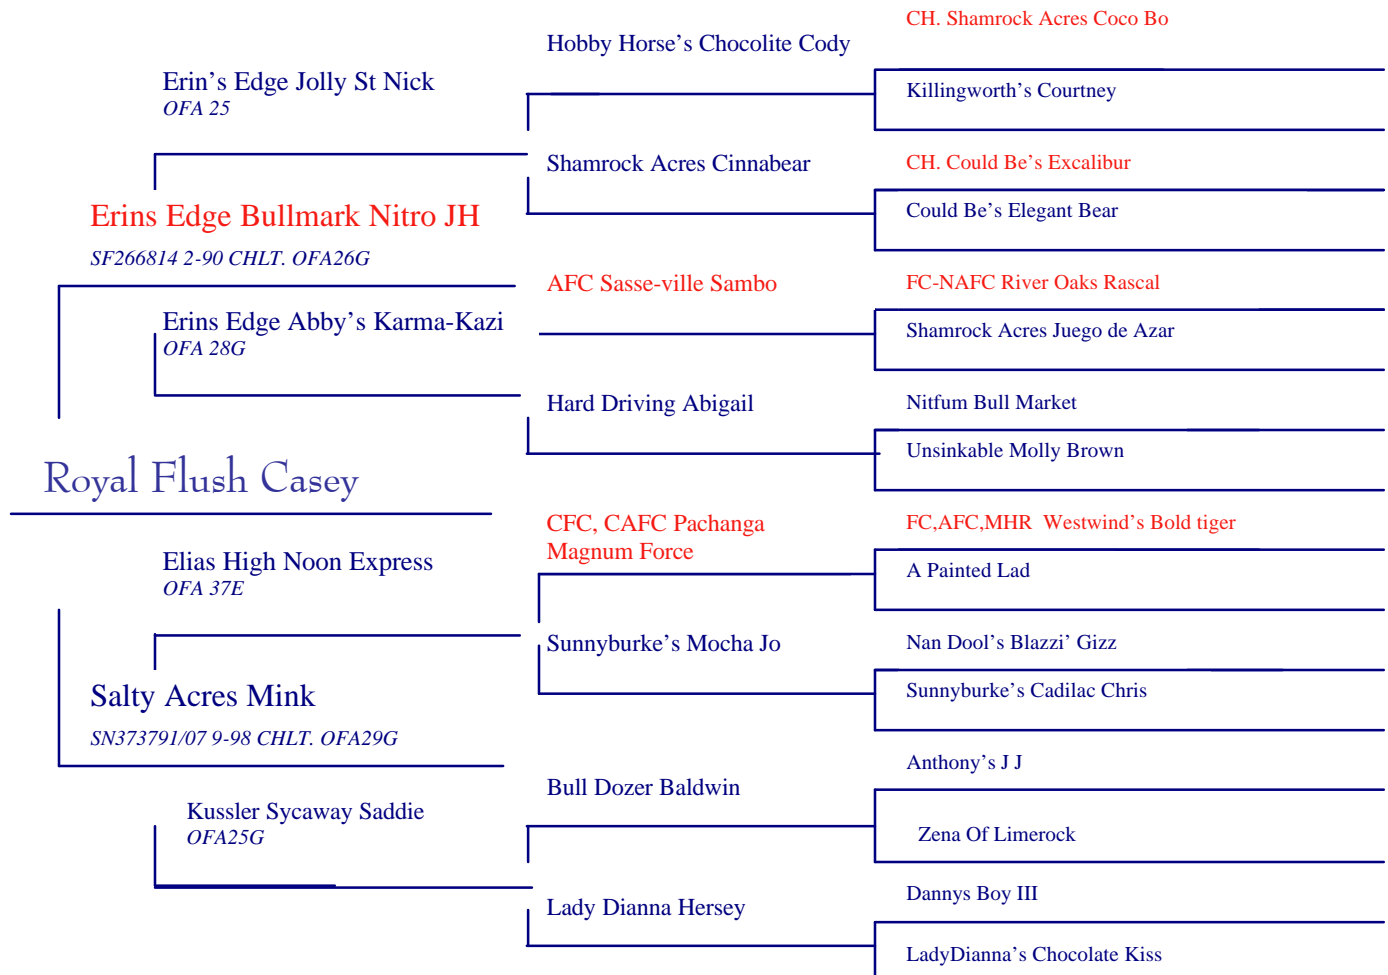 CH. Shamrock Acres Coco Bo
Hobby Horse’s Chocolite Cody
Erin’s Edge Jolly St Nick
OFA 25
Killingworth’s Courtney
Shamrock Acres Cinnabear
CH. Could Be’s Excalibur
Erins Edge Bullmark Nitro JH
Could Be’s Elegant Bear
SF266814 2-90 CHLT. OFA26G
AFC Sasse-ville Sambo
FC-NAFC River Oaks Rascal
Erins Edge Abby’s Karma-Kazi
OFA 28G
Shamrock Acres Juego de Azar
Hard Driving Abigail
Nitfum Bull Market
Unsinkable Molly Brown
Royal Flush Casey
CFC, CAFC Pachanga
Magnum Force
FC,AFC,MHR  Westwind’s Bold tiger
Elias High Noon Express
OFA 37E
A Painted Lad
Sunnyburke’s Mocha Jo
Nan Dool’s Blazzi’ Gizz
Salty Acres Mink
Sunnyburke’s Cadilac Chris
SN373791/07 9-98 CHLT. OFA29G
Anthony’s J J
Bull Dozer Baldwin
Kussler Sycaway Saddie
OFA25G
Zena Of Limerock
Lady Dianna Hersey
Dannys Boy III
LadyDianna’s Chocolate Kiss